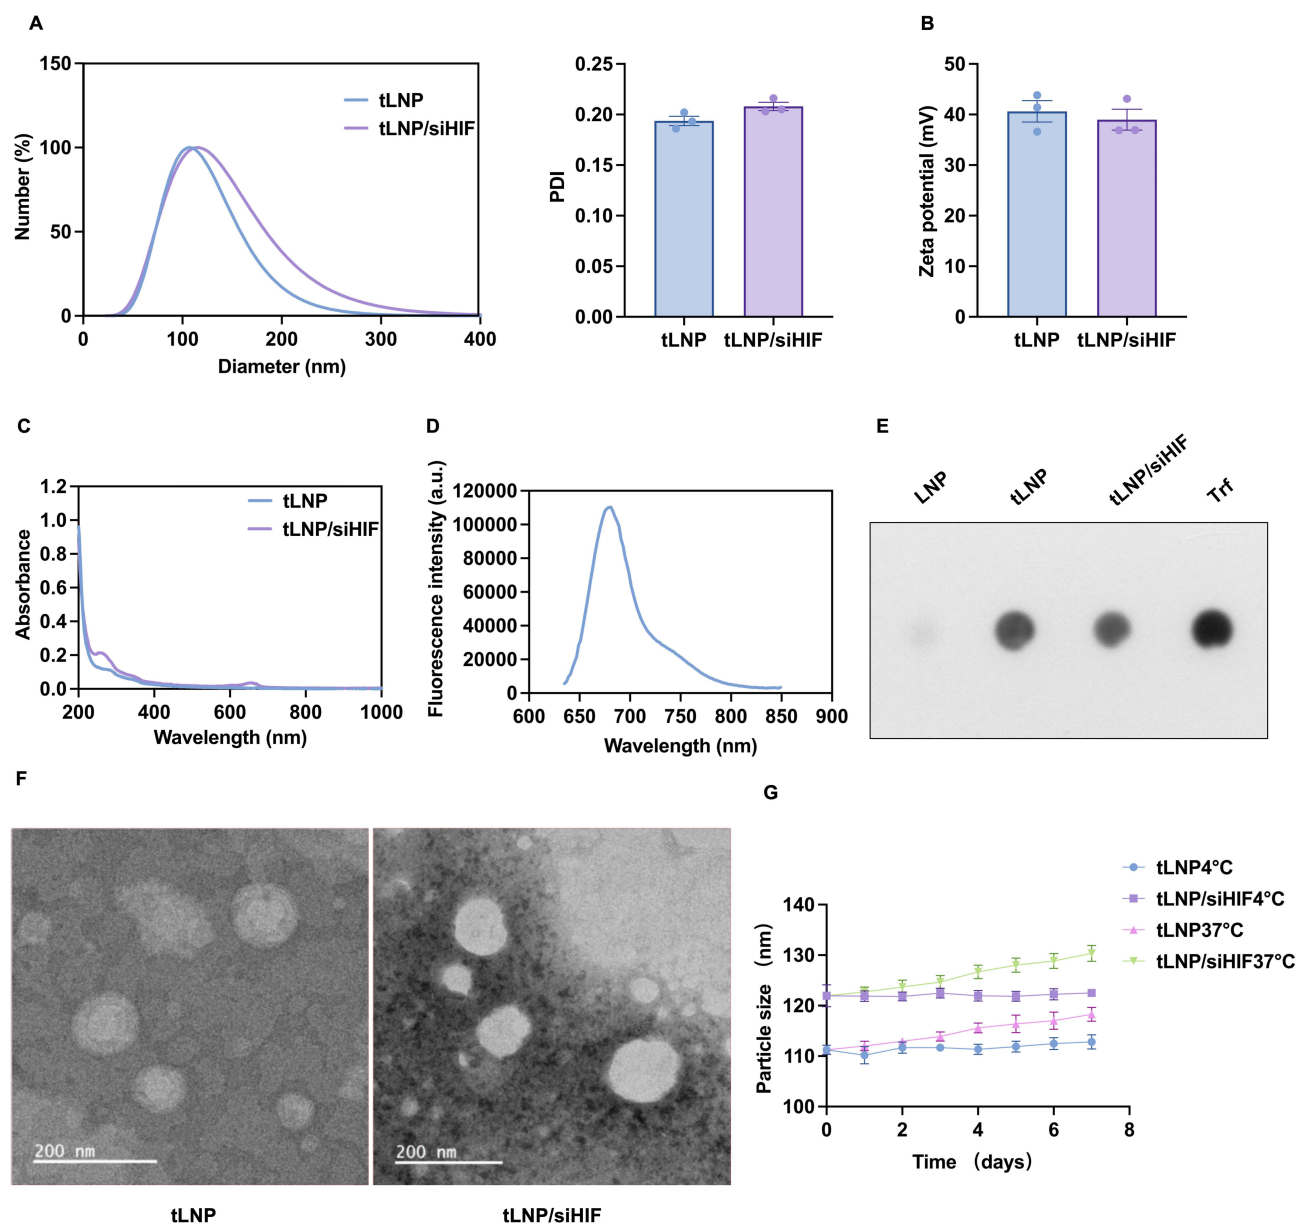 A
150
100
50
0
Number (%)
0 100 200 300 400
Diameter (nm)
tLNP
tLNP/siHIF
0.25
0.20
0.15
0.10
0.05
0.00
PDI
tLNP tLNP/siHIF
B
50
40
30
20
10
0
Zeta potential (mV)
tLNP tLNP/siHIF
C
1.2
1.0
0.8
0.6
0.4
0.2
0.0
Absorbance
200 400 600 800 1000
Wavelength (nm)
tLNP
tLNP/siHIF
D
120000
100000
80000
60000
40000
20000
0
Fluorescence intensity (a.u.)
600 650 700 750 800 850 900
Wavelength (nm)
E
LNP tLNP tLNP/siHIF Trf
F
200 nm
200 nm
tLNP tLNP/siHIF
G
140
130
120
110
100
Particle size (nm)
0 2 4 6 8
Time (days)
tLNP4°C
tLNP/siHIF4°C
tLNP37°C
tLNP/siHIF37°C